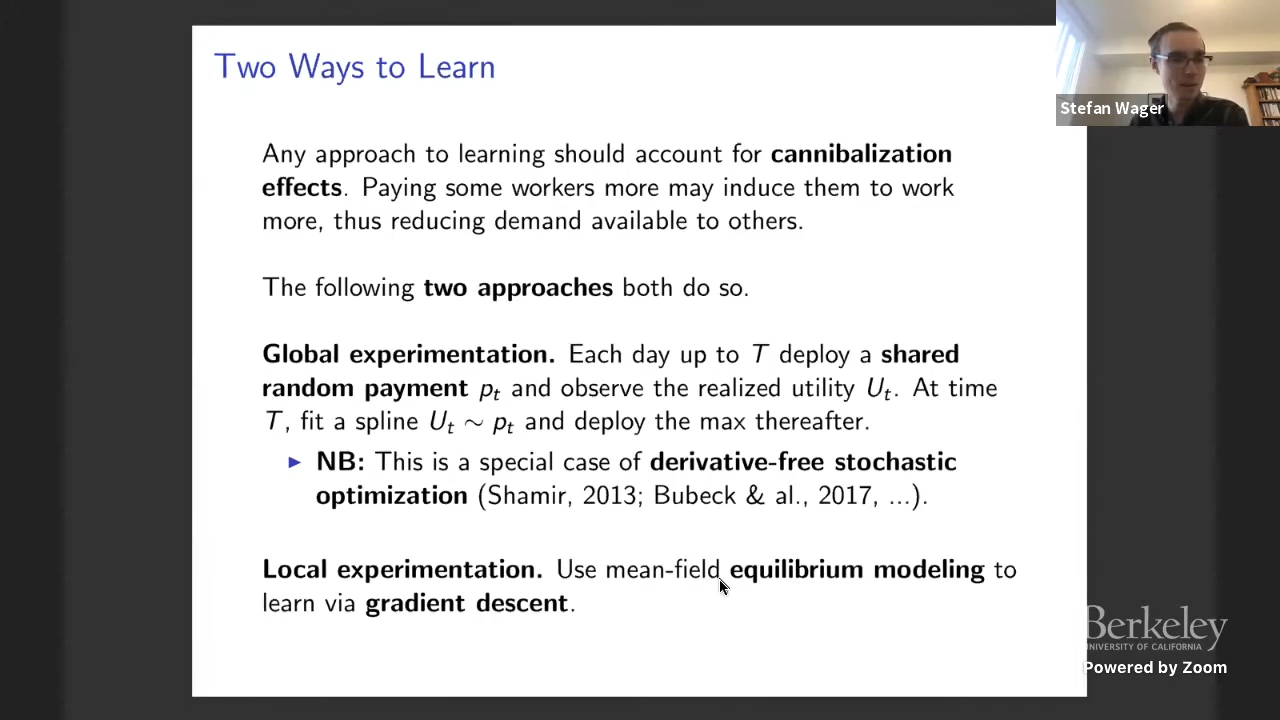 Two Ways to Learn
Stefan Wager
Any approach to learning should account for cannibalization
effects. Paying some workers more may induce them to work
more, thus reducing demand available to others.
The following two approaches both do so.
Global experimentation. Each day up to T deploy a shared
random payment pₜ and observe the realized utility Uₜ. At time
T, fit a spline Uₜ ∼ pₜ and deploy the max thereafter.
▶ NB: This is a special case of derivative-free stochastic
optimization (Shamir, 2013; Bubeck & al., 2017, ...).
Local experimentation. Use mean-field equilibrium modeling to
learn via gradient descent.
Berkeley
UNIVERSITY OF CALIFORNIA
Powered by Zoom